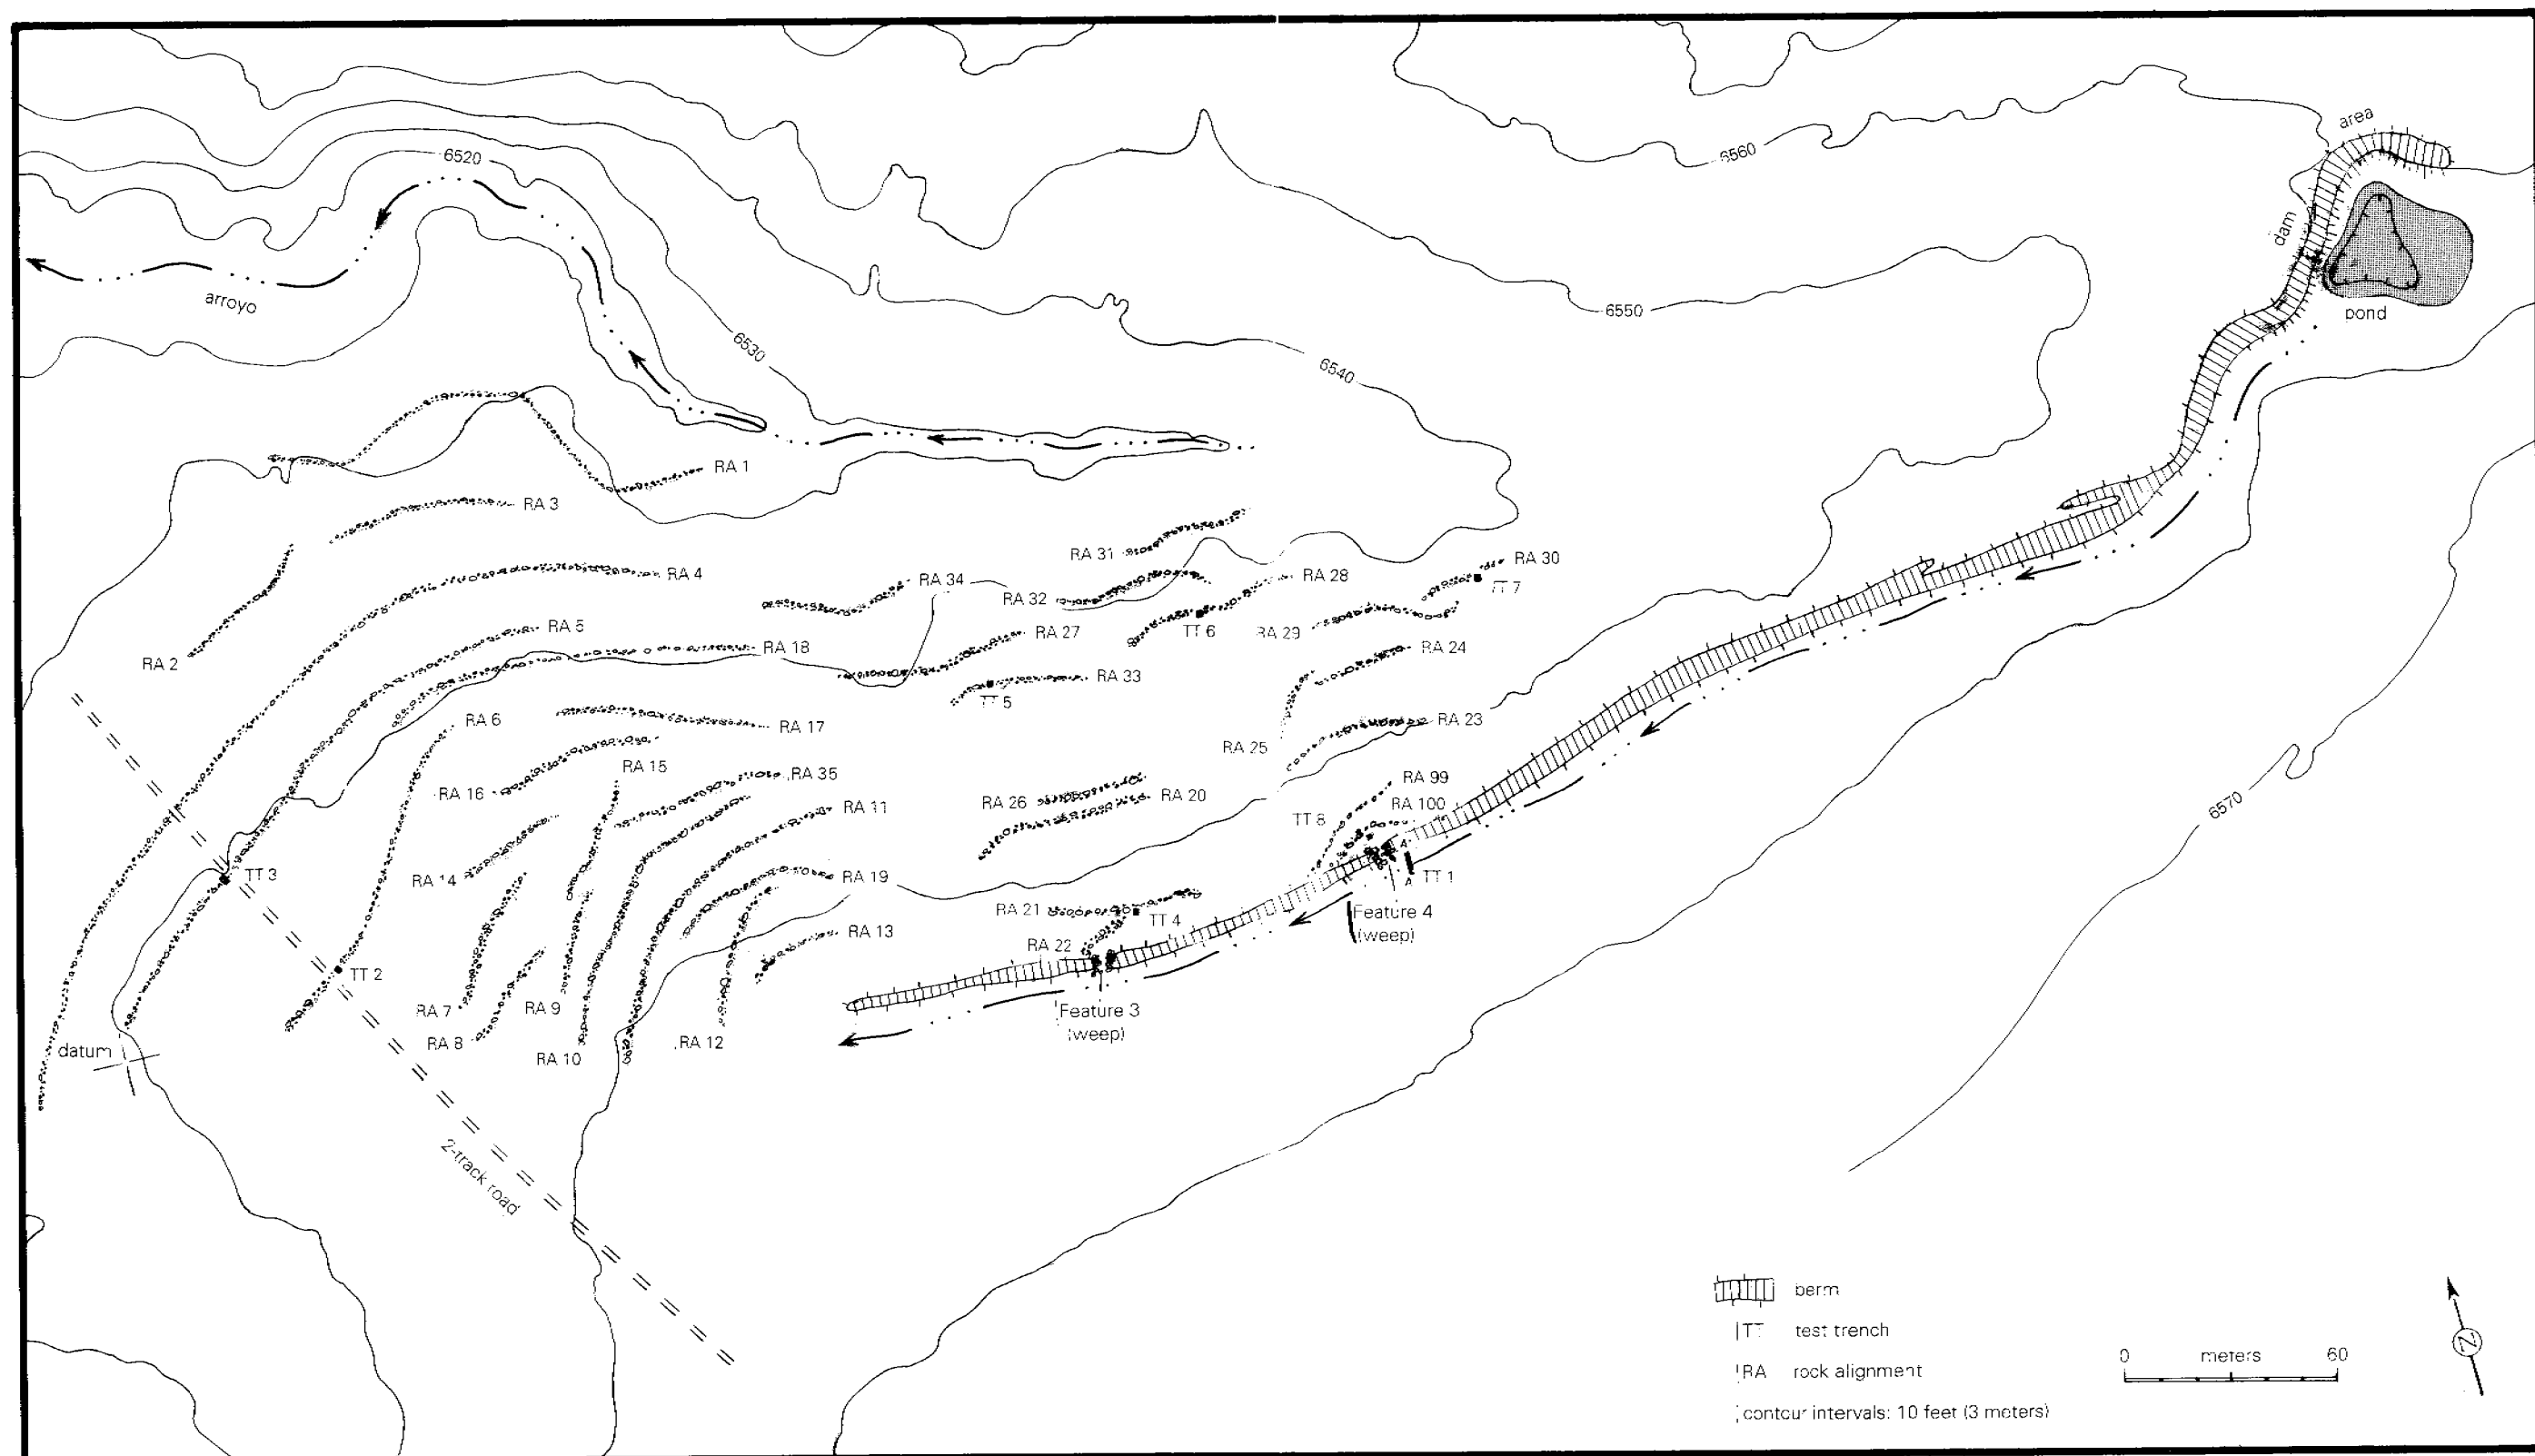 area
6520
6560
dam
arroyo
6550
pond
6530
6540
RA 1
RA 3
RA 31
RA 30
RA 4
RA 34
RA 28
RA 32
TT 7
RA 5
RA 27
TT 6
RA 29
RA 2
RA 18
RA 24
RA 33
TT 5
RA 6
RA 17
RA 23
RA 25
RA 15
RA 35
RA 99
RA 16
RA 26
RA 20
RA 100
RA 11
6570
TT 8
TT 3
RA 14
RA 19
TT 1
RA 21
TT 4
Feature 4
(weep)
RA 13
RA 22
TT 2
RA 7
RA 9
Feature 3
(weep)
RA 8
RA 12
datum
RA 10
2-track road
berm
TT test trench
RA rock alignment
contour intervals: 10 feet (3 meters)
0 meters 60
N